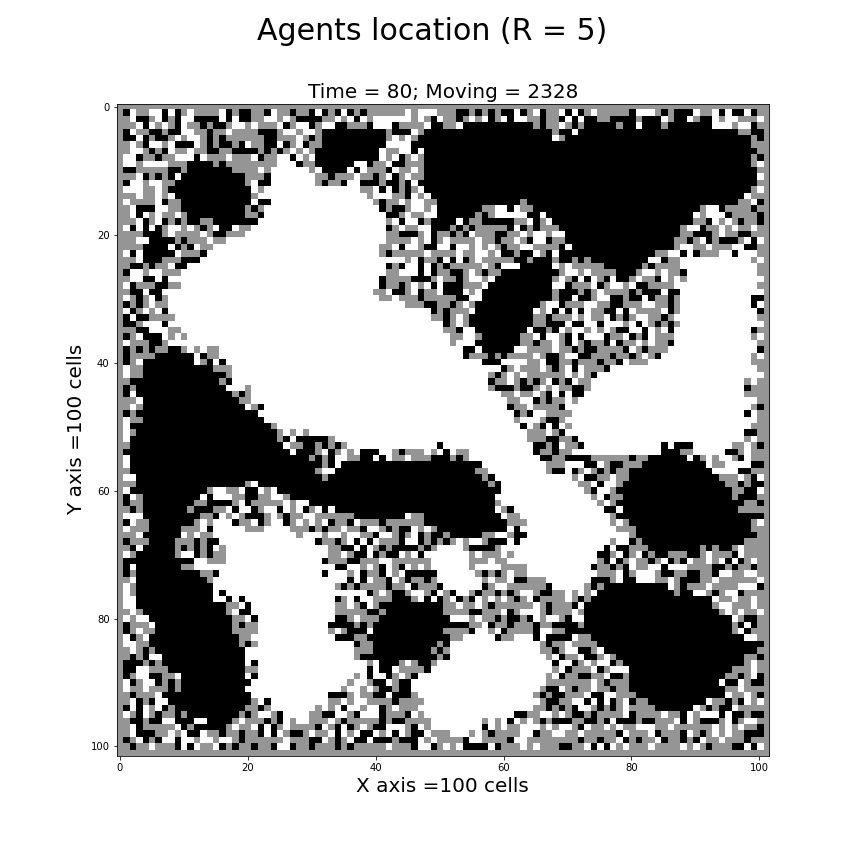 Agents location (R = 5)
Time = 80; Moving = 2328
0
20
40
60
80
100
Y axis =100 cells
0 20 40 60 80 100
X axis =100 cells